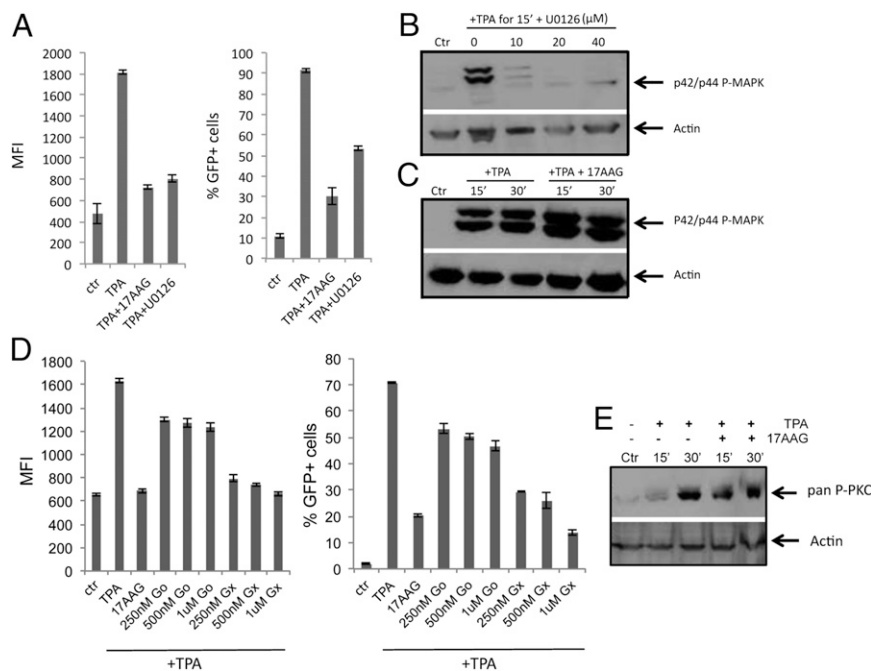 A
MFI
2000
1800
1600
1400
1200
1000
800
600
400
200
0
ctr
TPA
TPA+17AAG
TPA+U0126
% GFP+ cells
100
90
80
70
60
50
40
30
20
10
0
ctr
TPA
TPA+17AAG
TPA+U0126
B
+TPA for 15' + U0126 (µM)
Ctr 0 10 20 40
p42/p44 P-MAPK
Actin
C
+TPA +TPA + 17AAG
Ctr 15' 30' 15' 30'
P42/p44 P-MAPK
Actin
D
MFI
1800
1600
1400
1200
1000
800
600
400
200
0
ctr
TPA
17AAG
250nM Go
500nM Go
1uM Go
250nM Gx
500nM Gx
1uM Gx
+TPA
% GFP+ cells
80
70
60
50
40
30
20
10
0
ctr
TPA
17AAG
250nM Go
500nM Go
1uM Go
250nM Gx
500nM Gx
1uM Gx
+TPA
E
- + + + + TPA
- - - + + 17AAG
Ctr 15' 30' 15' 30'
pan P-PKC
Actin